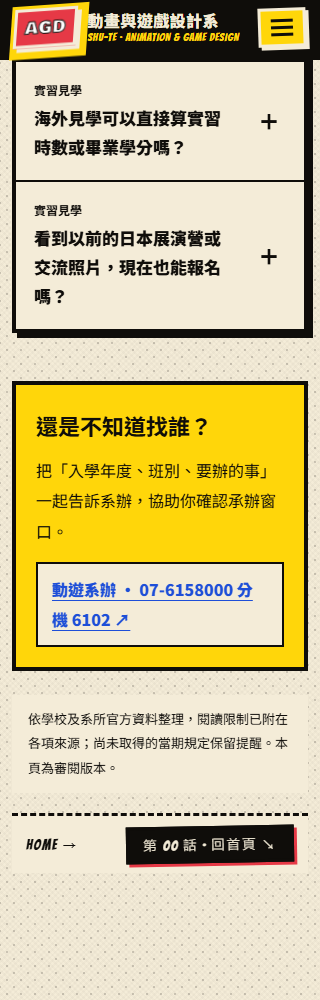 AGD
動畫與遊戲設計系
SHU-TE · ANIMATION & GAME DESIGN
實習見學
海外見學可以直接算實習
時數或畢業學分嗎？
+
實習見學
看到以前的日本展演營或
交流照片，現在也能報名
嗎？
+
還是不知道找誰？
把「入學年度、班別、要辦的事」
一起告訴系辦，協助你確認承辦窗
口。
動遊系辦 · 07-6158000 分
機 6102 ↗
依學校及系所官方資料整理，閱讀限制已附在
各項來源；尚未取得的當期規定保留提醒。本
頁為審閱版本。
HOME →
第 00 話・回首頁 ↘